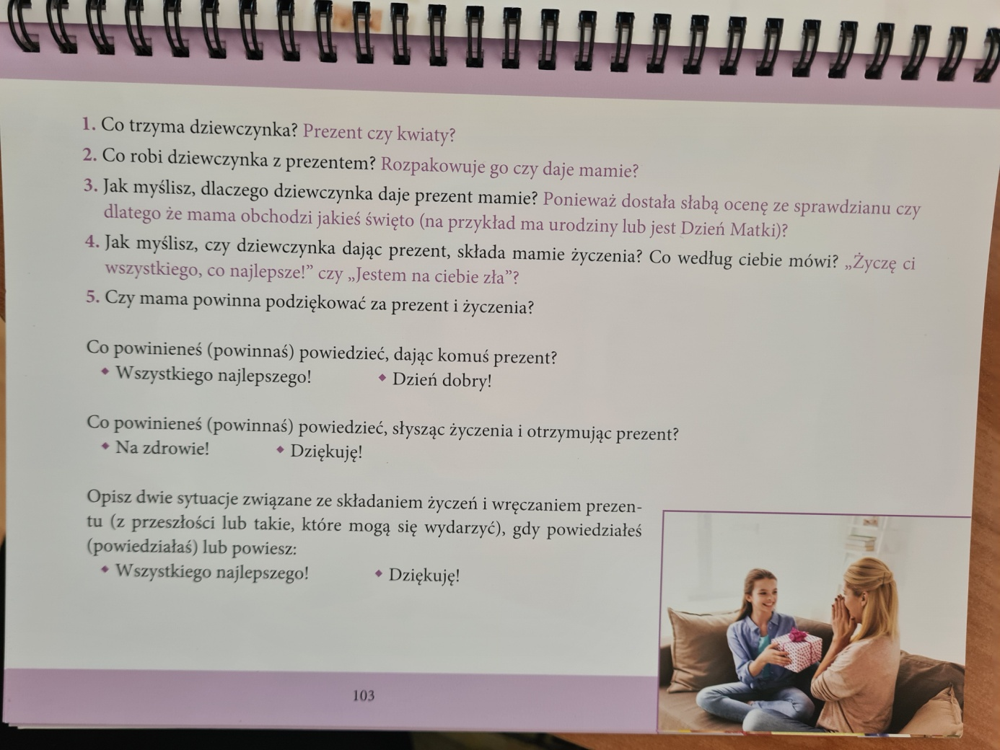 1. Co trzyma dziewczynka? Prezent czy kwiaty?
2. Co robi dziewczynka z prezentem? Rozpakowuje go czy daje mamie?
3. Jak myślisz, dlaczego dziewczynka daje prezent mamie? Ponieważ dostała słabą ocenę ze sprawdzianu czy
dlatego że mama obchodzi jakieś święto (na przykład ma urodziny lub jest Dzień Matki)?
4. Jak myślisz, czy dziewczynka dając prezent, składa mamie życzenia? Co według ciebie mówi? „Życzę ci
wszystkiego, co najlepsze!” czy „Jestem na ciebie zła”?
5. Czy mama powinna podziękować za prezent i życzenia?
Co powinieneś (powinnaś) powiedzieć, dając komuś prezent?
◆ Wszystkiego najlepszego! ◆ Dzień dobry!
Co powinieneś (powinnaś) powiedzieć, słysząc życzenia i otrzymując prezent?
◆ Na zdrowie! ◆ Dziękuję!
Opisz dwie sytuacje związane ze składaniem życzeń i wręczaniem prezen-
tu (z przeszłości lub takie, które mogą się wydarzyć), gdy powiedziałeś
(powiedziałaś) lub powiesz:
◆ Wszystkiego najlepszego! ◆ Dziękuję!
103